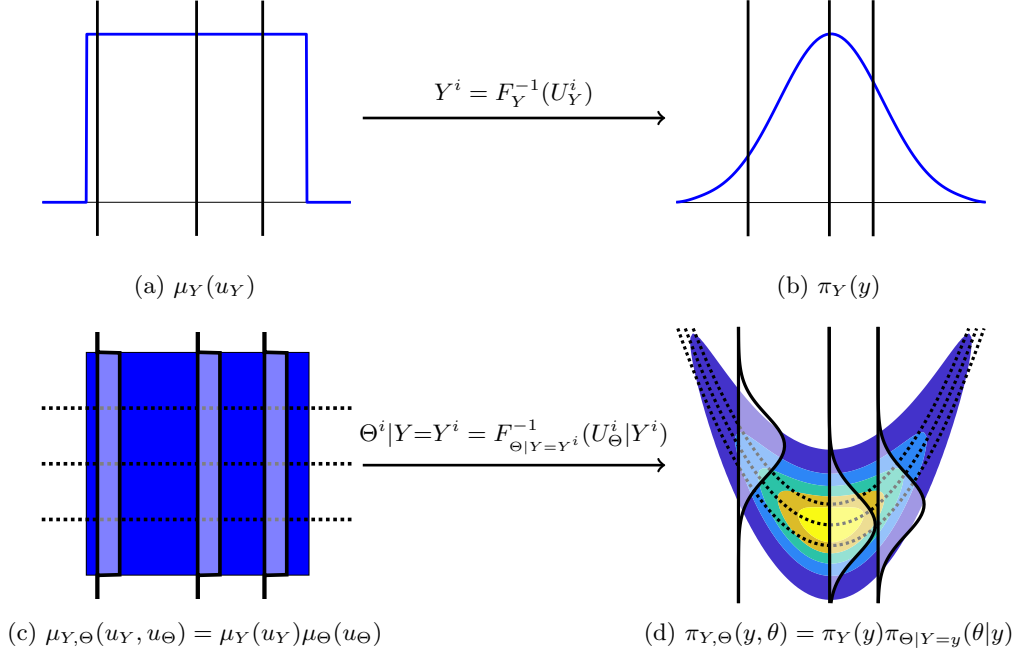 Y^i = F_Y^{-1}(U_Y^i)
(a) μ_Y(u_Y)
(b) π_Y(y)
Θ^i|Y=Y^i = F_{Θ|Y=Y^i}^{-1}(U_Θ^i|Y^i)
(c) μ_{Y,Θ}(u_Y, u_Θ) = μ_Y(u_Y)μ_Θ(u_Θ)
(d) π_{Y,Θ}(y, θ) = π_Y(y)π_{Θ|Y=y}(θ|y)